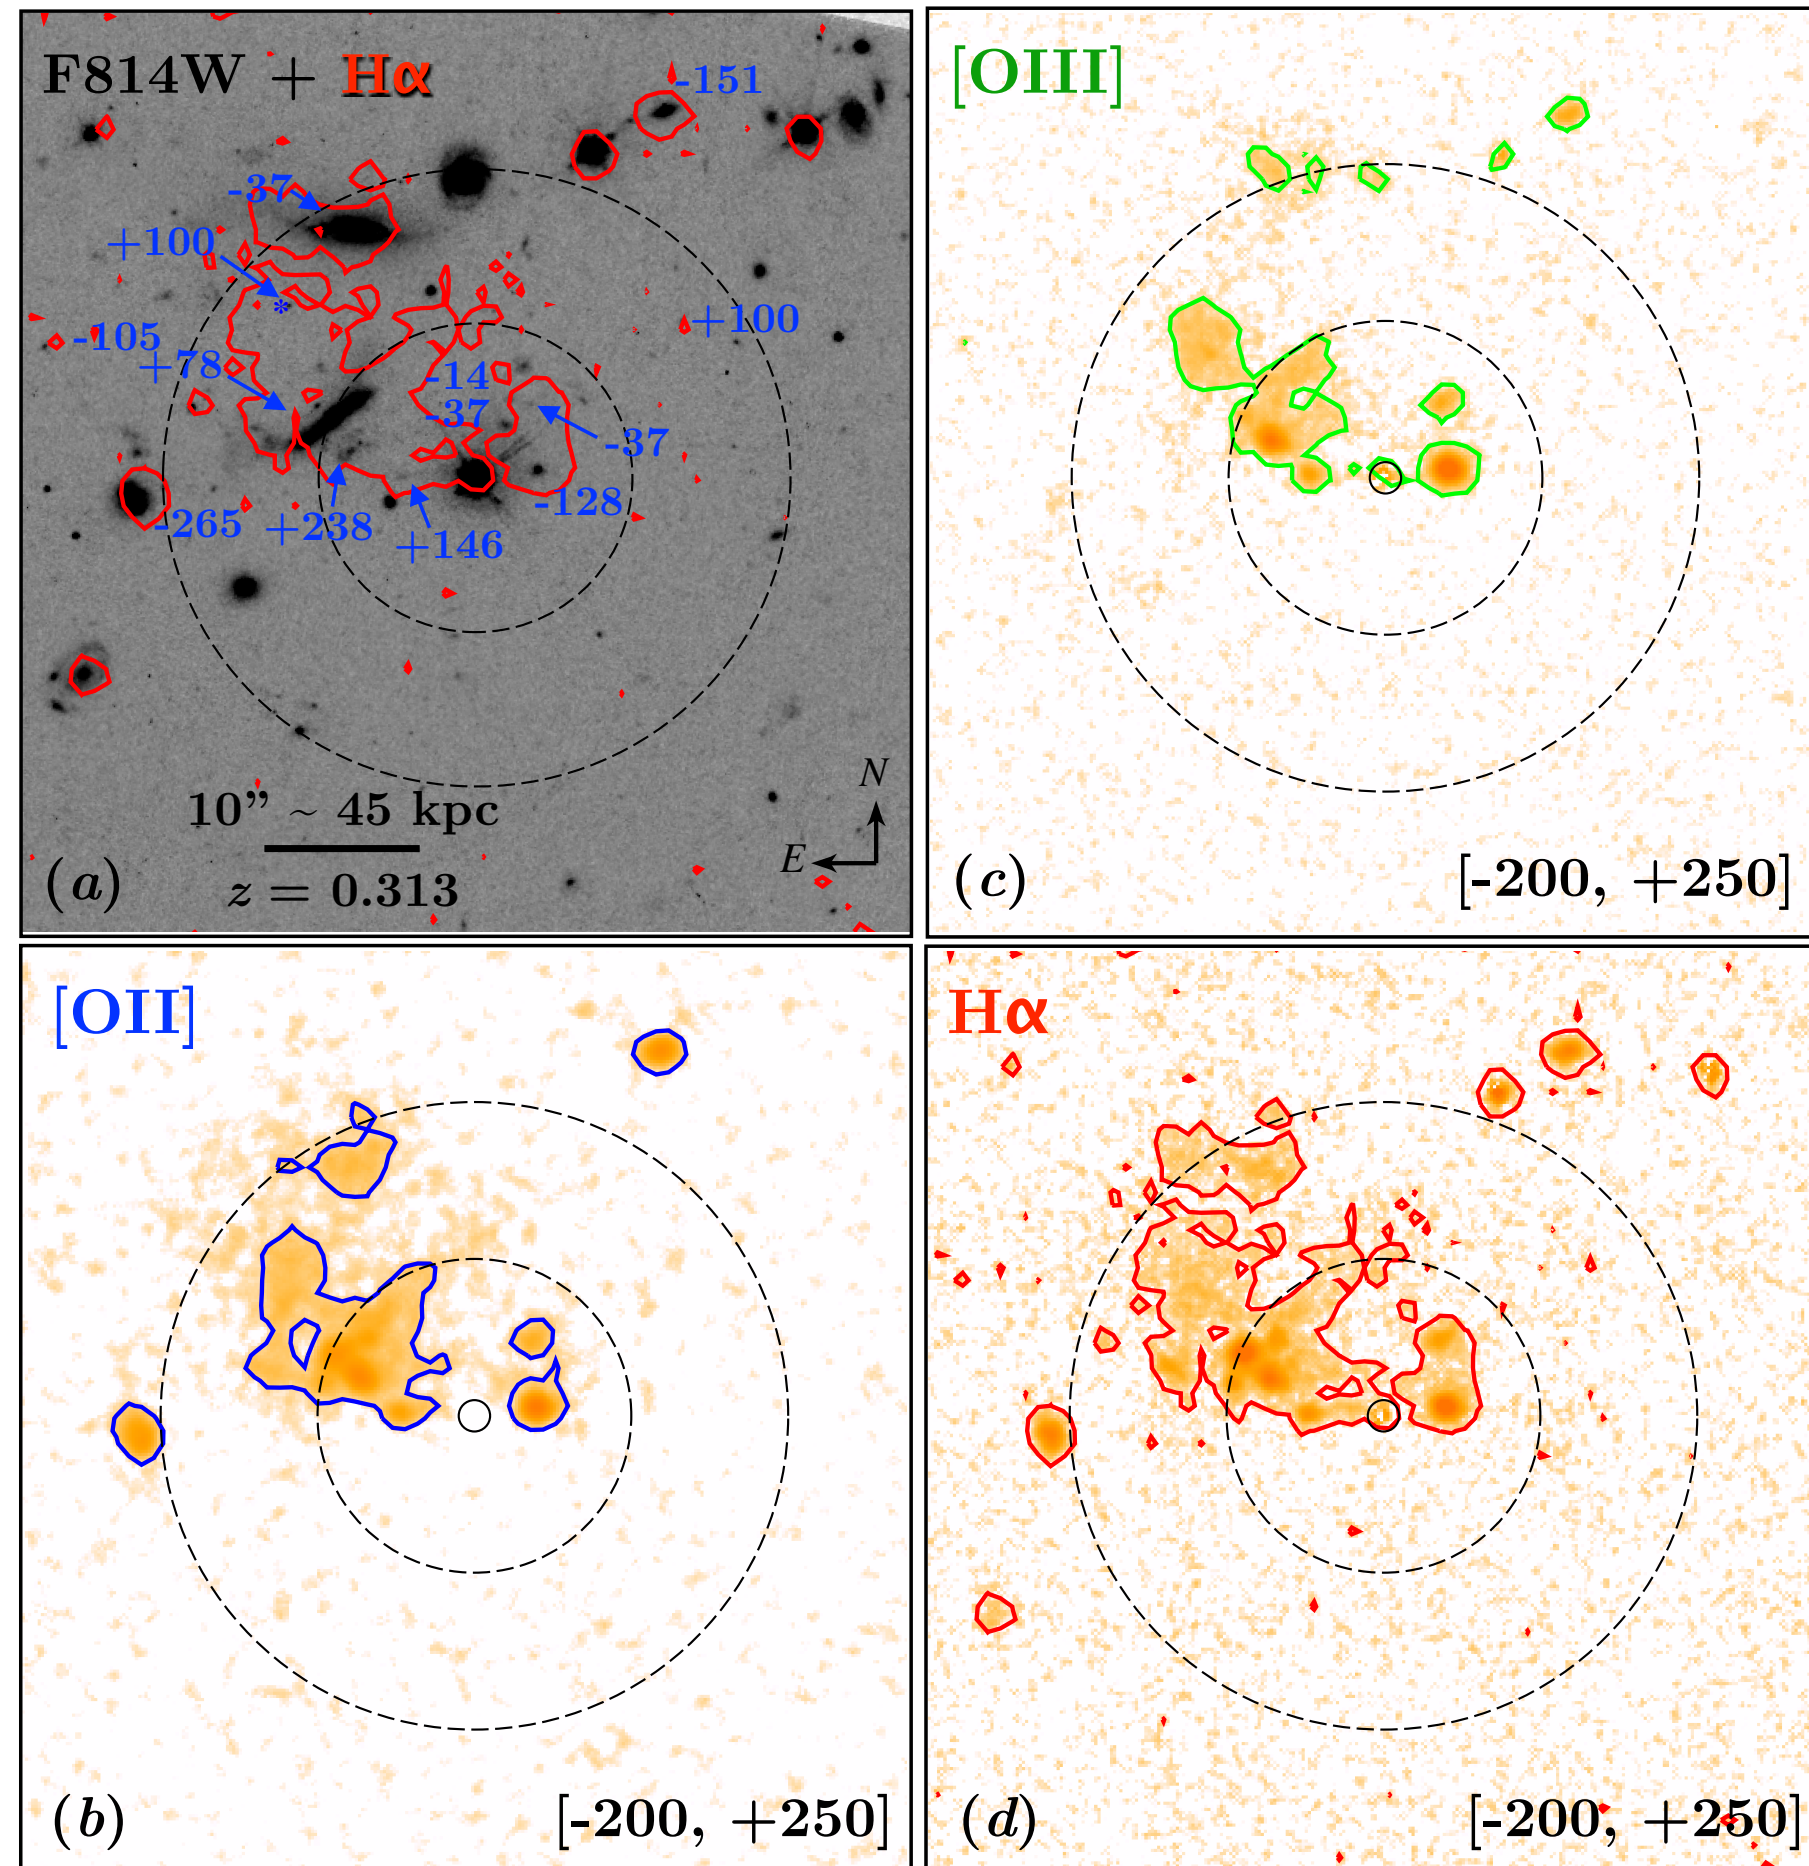 F814W + Hα
-151
-37
+100
+100
-105
+78
-14
-37
-37
-128
-265
+238
+146
N
E
10” ~ 45 kpc
z = 0.313
(a)
[OIII]
(c)
[-200, +250]
[OII]
(b)
[-200, +250]
Hα
(d)
[-200, +250]